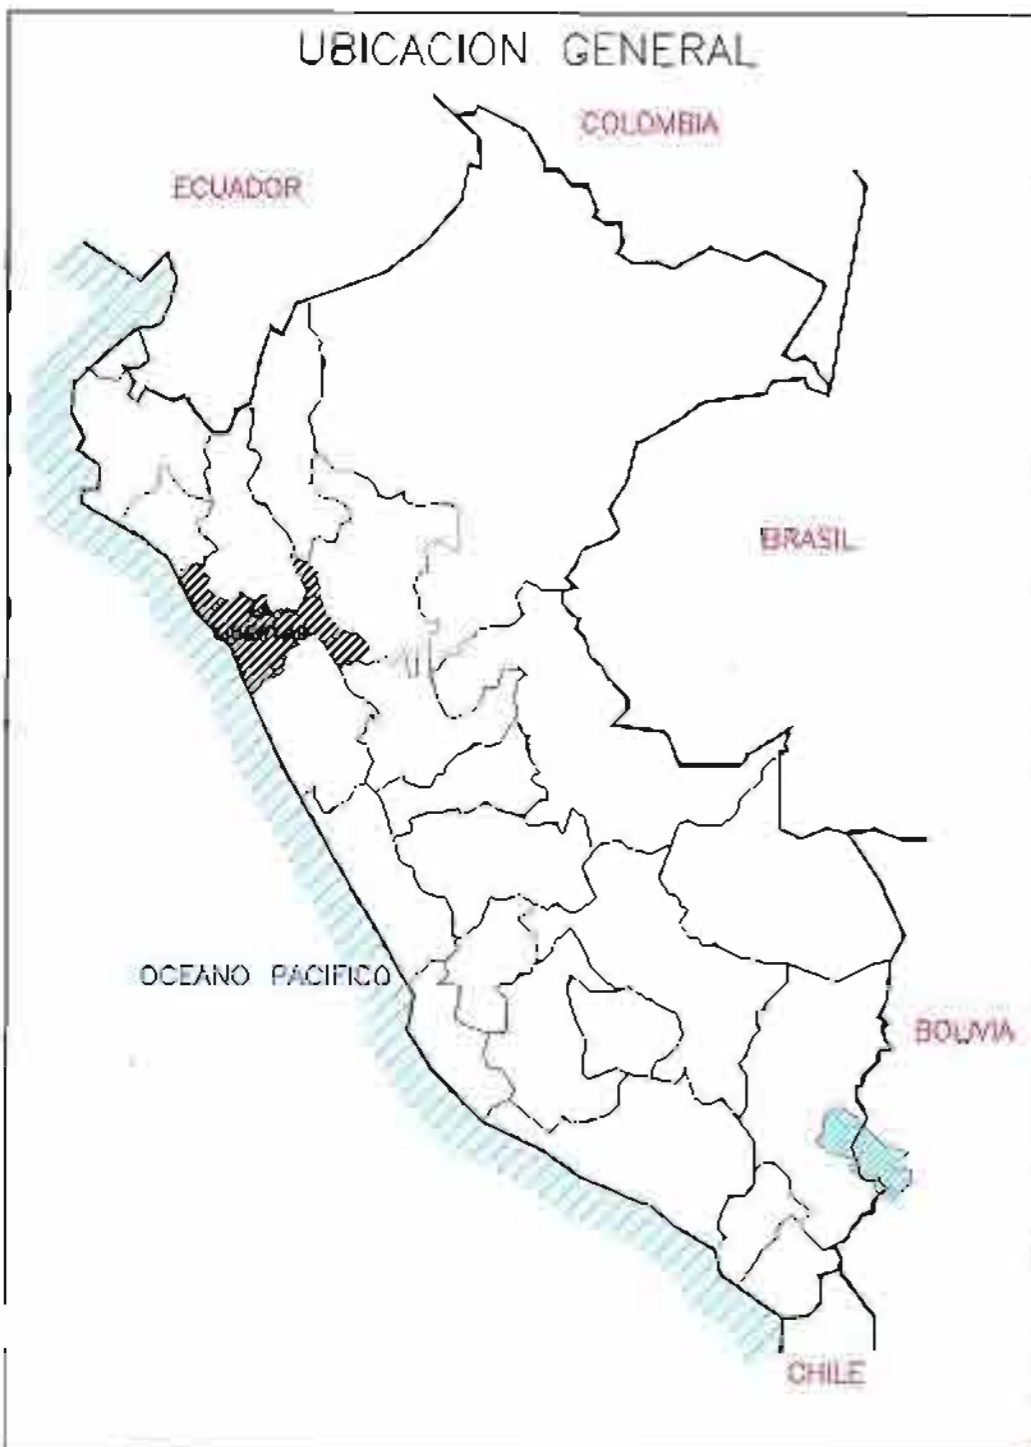 UBICACION GENERAL
COLOMBIA
ECUADOR
BRASIL
OCEANO PACIFICO
BOLIVIA
CHILE